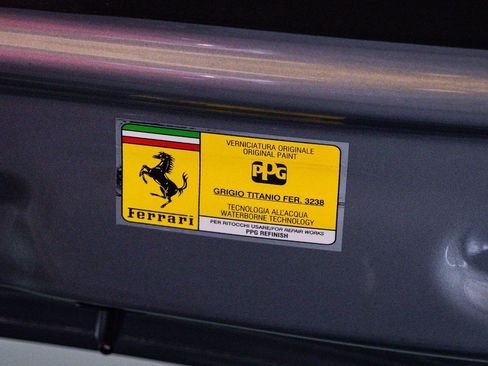 VERNICIATURA ORIGINALE
ORIGINAL PAINT
PPG
GRIGIO TITANIO FER. 3238
TECNOLOGIA ALL'ACQUA
WATERBORNE TECHNOLOGY
Ferrari
PER RITOCCHI USARE/FOR REPAIR WORKS
PPG REFINISH